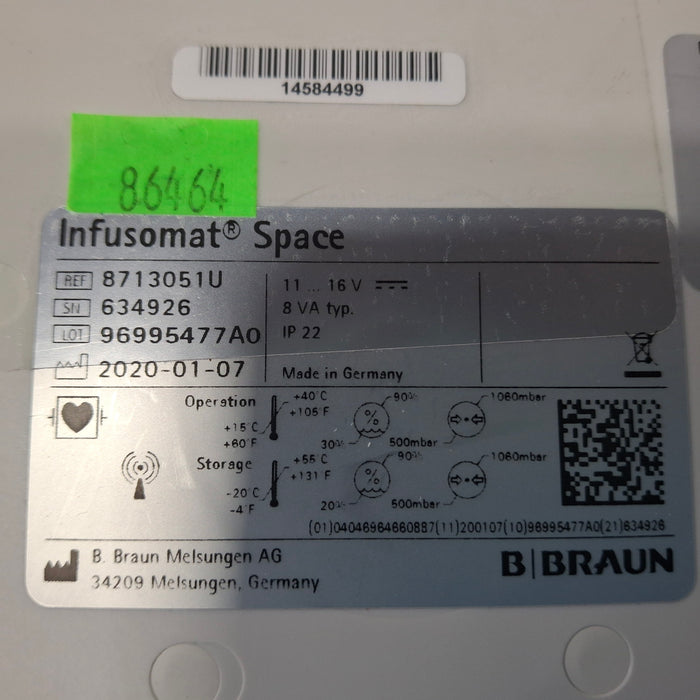 14584499
86464
Infusomat® Space
REF 8713051U
SN 634926
LOT 96995477A0
2020-01-07
11 ... 16 V
8 VA typ.
IP 22
Made in Germany
Operation
+40°C
+105°F
+15°C
+60°F
90%
%
30%
1060mbar
500mbar
Storage
+55°C
+131°F
-20°C
-4°F
90%
%
20%
1060mbar
500mbar
(01)04046964660887(11)200107(10)96995477A0(21)634926
B. Braun Melsungen AG
34209 Melsungen, Germany
B|BRAUN